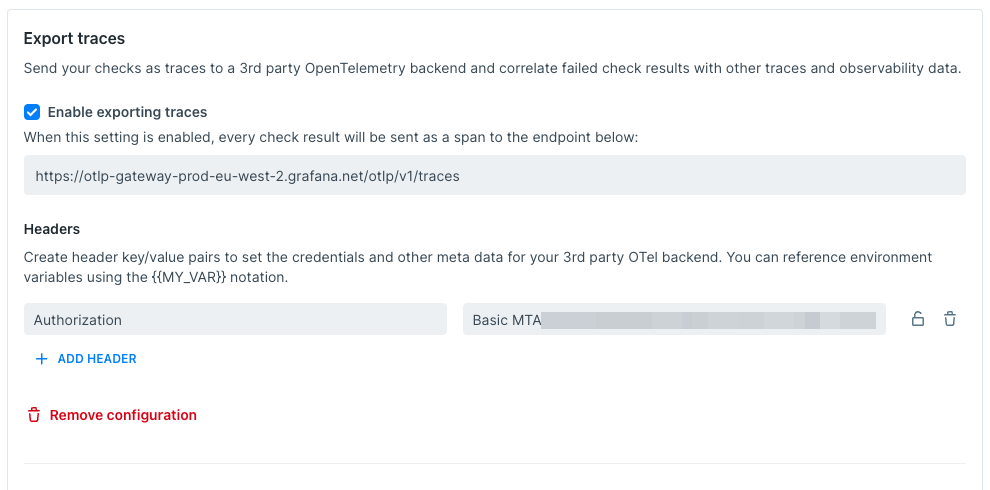 Export traces
Send your checks as traces to a 3rd party OpenTelemetry backend and correlate failed check results with other traces and observability data.
Enable exporting traces
When this setting is enabled, every check result will be sent as a span to the endpoint below:
https://otlp-gateway-prod-eu-west-2.grafana.net/otlp/v1/traces
Headers
Create header key/value pairs to set the credentials and other meta data for your 3rd party OTel backend. You can reference environment
variables using the {{MY_VAR}} notation.
Authorization
Basic MTA
ADD HEADER
Remove configuration